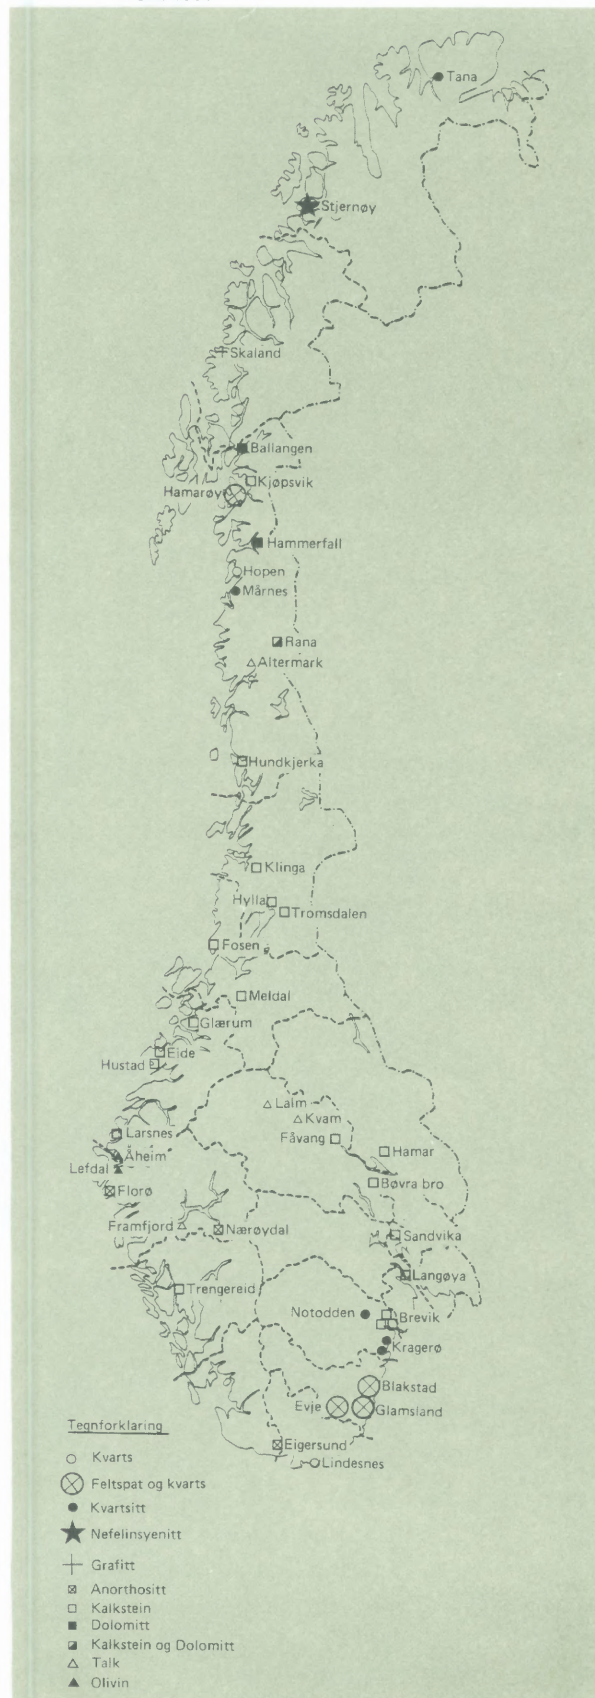 Tana
Stjernøy
Skaland
Ballangen
Kjøpsvik
Hamarøy
Hammerfall
Hopen
Mårnes
Rana
Altermark
Hundkjerka
Klinga
Hylla
Tromsdalen
Fosen
Meldal
Glærum
Eide
Hustad
Lalm
Kvam
Larsnes
Fåvang
Hamar
Åheim
Lefdal
Bøvra bro
Florø
Framfjord
Nærøydal
Sandvika
Langøya
Trengereid
Notodden
Brevik
Kragerø
Blakstad
Evje
Glamsland
Eigersund
Lindesnes
Tegnforklaring
Kvarts
Feltspat og kvarts
Kvartsitt
Nefelinsyenitt
Grafitt
Anorthositt
Kalkstein
Dolomitt
Kalkstein og Dolomitt
Talk
Olivin